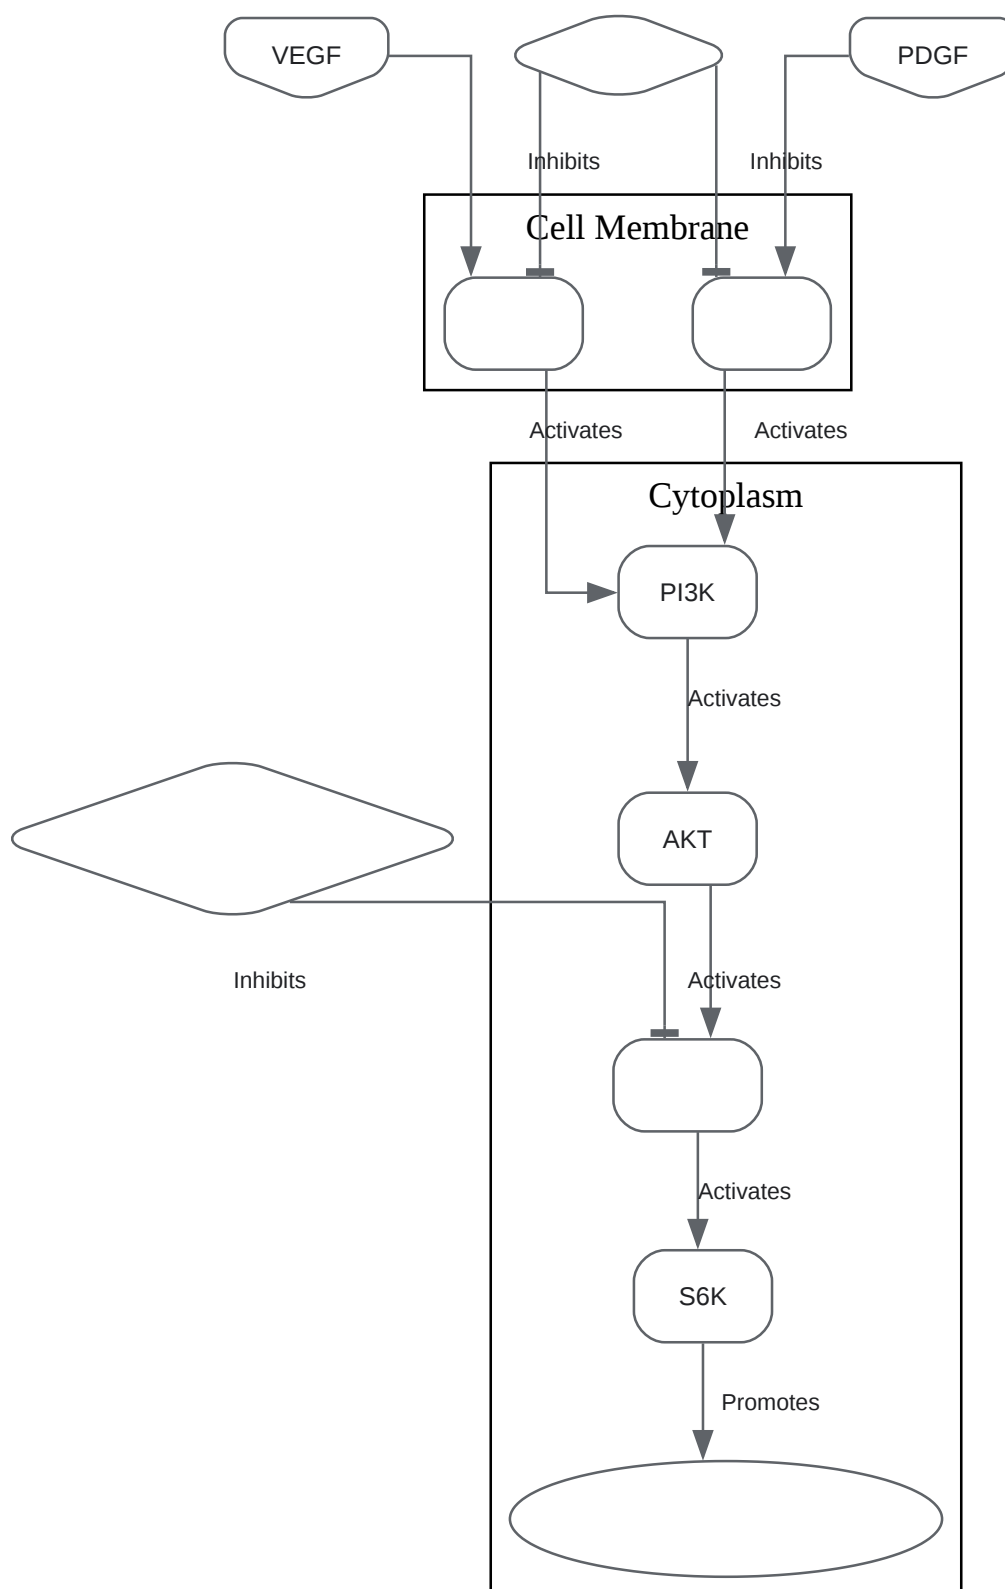 VEGF
PDGF
Inhibits
Inhibits
Cell Membrane
Activates
Activates
Cytoplasm
PI3K
Activates
AKT
Inhibits
Activates
Activates
S6K
Promotes